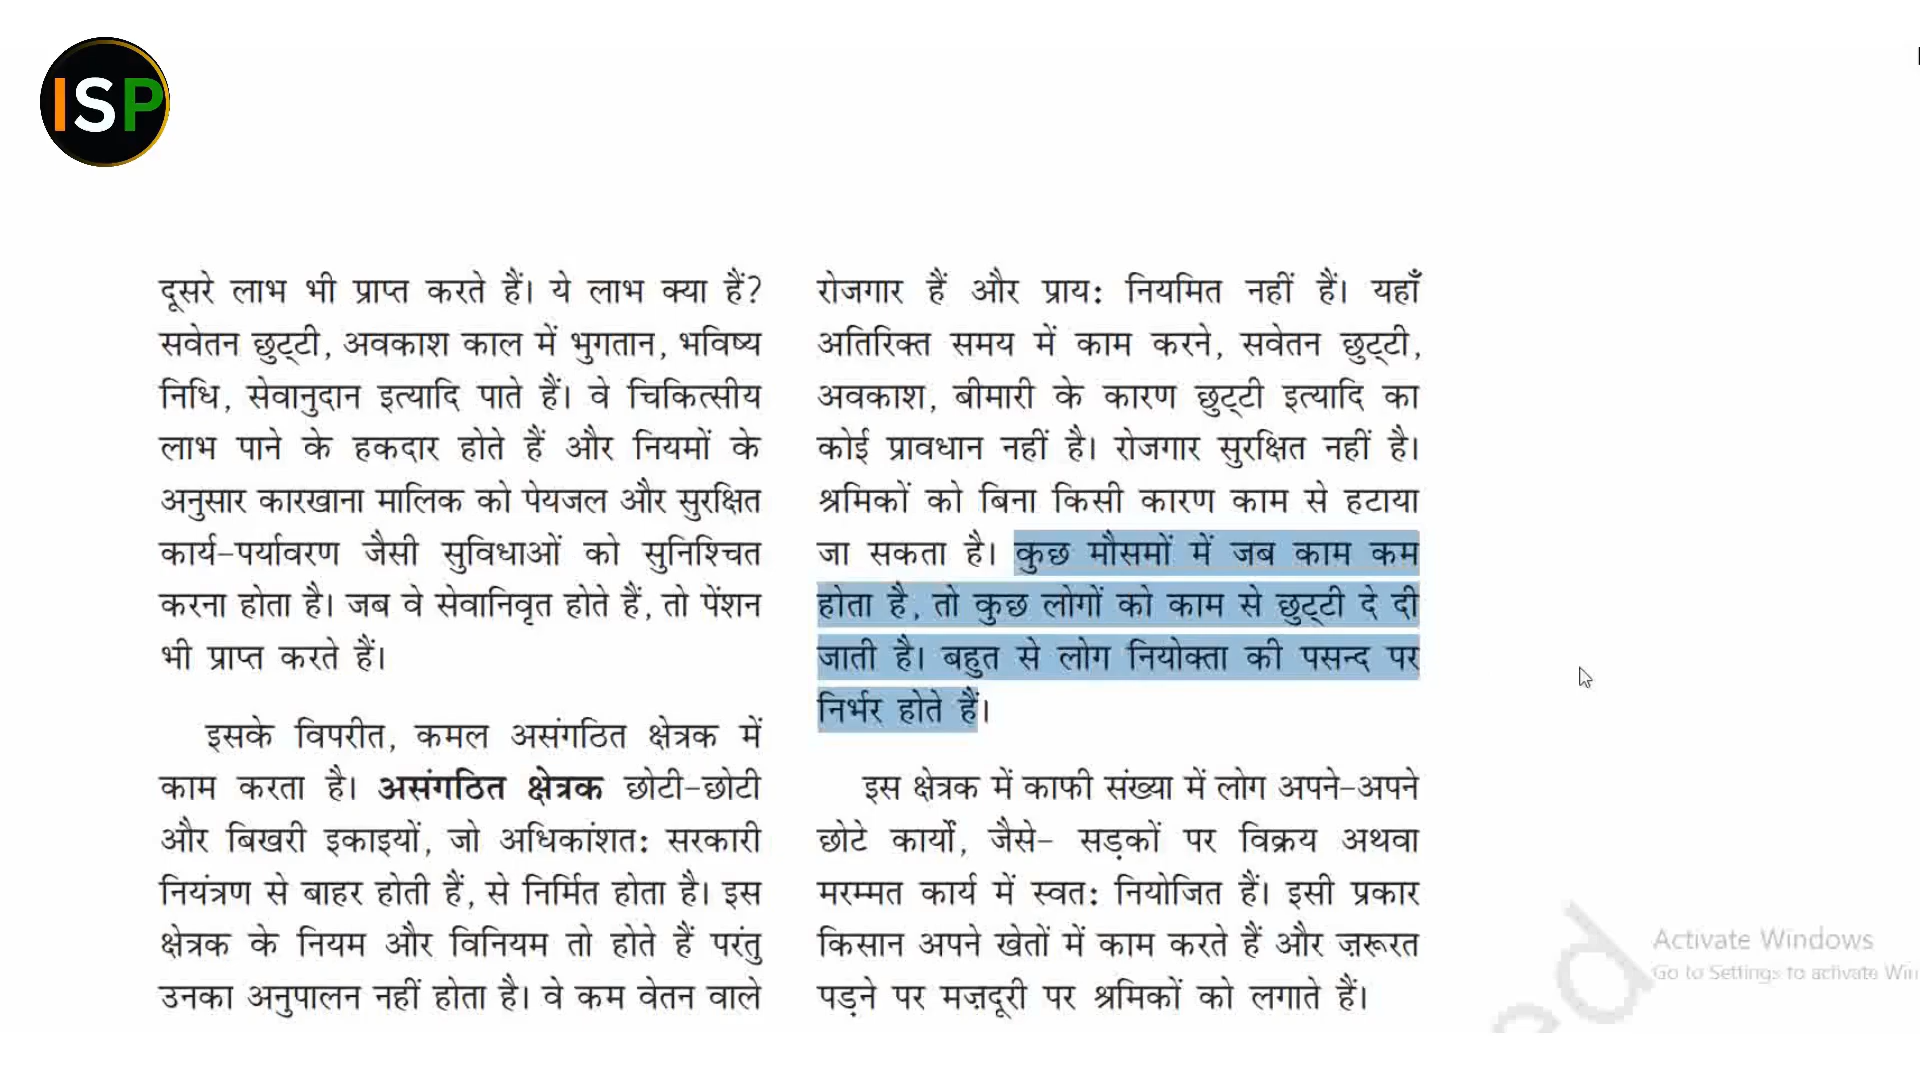 ISP
दूसरे लाभ भी प्राप्त करते हैं। ये लाभ क्या हैं?
सवेतन छुट्टी, अवकाश काल में भुगतान, भविष्य
निधि, सेवानुदान इत्यादि पाते हैं। वे चिकित्सीय
लाभ पाने के हकदार होते हैं और नियमों के
अनुसार कारखाना मालिक को पेयजल और सुरक्षित
कार्य-पर्यावरण जैसी सुविधाओं को सुनिश्चित
करना होता है। जब वे सेवानिवृत होते हैं, तो पेंशन
भी प्राप्त करते हैं।
इसके विपरीत, कमल असंगठित क्षेत्रक में
काम करता है। असंगठित क्षेत्रक छोटी-छोटी
और बिखरी इकाइयों, जो अधिकांशतः सरकारी
नियंत्रण से बाहर होती हैं, से निर्मित होता है। इस
क्षेत्रक के नियम और विनियम तो होते हैं परंतु
उनका अनुपालन नहीं होता है। वे कम वेतन वाले
रोजगार हैं और प्रायः नियमित नहीं हैं। यहाँ
अतिरिक्त समय में काम करने, सवेतन छुट्टी,
अवकाश, बीमारी के कारण छुट्टी इत्यादि का
कोई प्रावधान नहीं है। रोजगार सुरक्षित नहीं है।
श्रमिकों को बिना किसी कारण काम से हटाया
जा सकता है। कुछ मौसमों में जब काम कम
होता है, तो कुछ लोगों को काम से छुट्टी दे दी
जाती है। बहुत से लोग नियोक्ता की पसन्द पर
निर्भर होते हैं।
इस क्षेत्रक में काफी संख्या में लोग अपने-अपने
छोटे कार्यों, जैसे- सड़कों पर विक्रय अथवा
मरम्मत कार्य में स्वतः नियोजित हैं। इसी प्रकार
किसान अपने खेतों में काम करते हैं और ज़रूरत
पड़ने पर मज़दूरी पर श्रमिकों को लगाते हैं।
Activate Windows
Go to Settings to activate Win